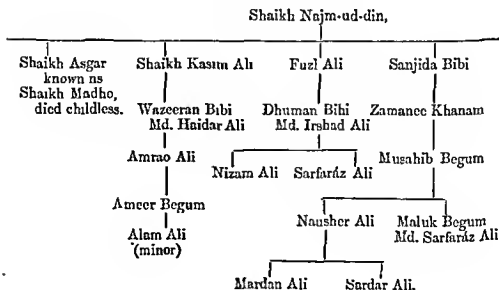 Shaikh Najm-ud-din,
Shaikh Asgar Shaikh Kasim Ali Fuzl Ali Sanjida Bibi
known as
Shaikh Madho,
died childless.
Wazeeran Bibi Dhuman Bibi Zamanee Khanam
Md. Haidar Ali Md. Irshad Ali
Amrao Ali Musahib Begum
Nizam Ali Sarfaráz Ali
Ameer Begum
Nausher Ali Maluk Begum
Md. Sarfaráz Ali
Alam Ali
(minor)
Mardan Ali Sardar Ali.